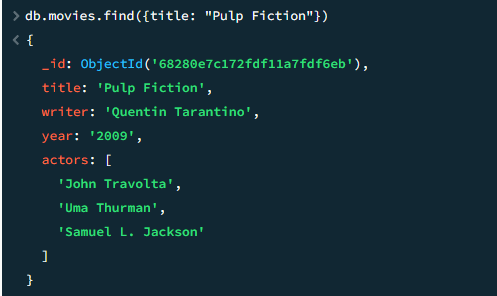 > db.movies.find({title: "Pulp Fiction"})
< {
_id: ObjectId('68280e7c172fdf11a7fdf6eb'),
title: 'Pulp Fiction',
writer: 'Quentin Tarantino',
year: '2009',
actors: [
'John Travolta',
'Uma Thurman',
'Samuel L. Jackson'
]
}